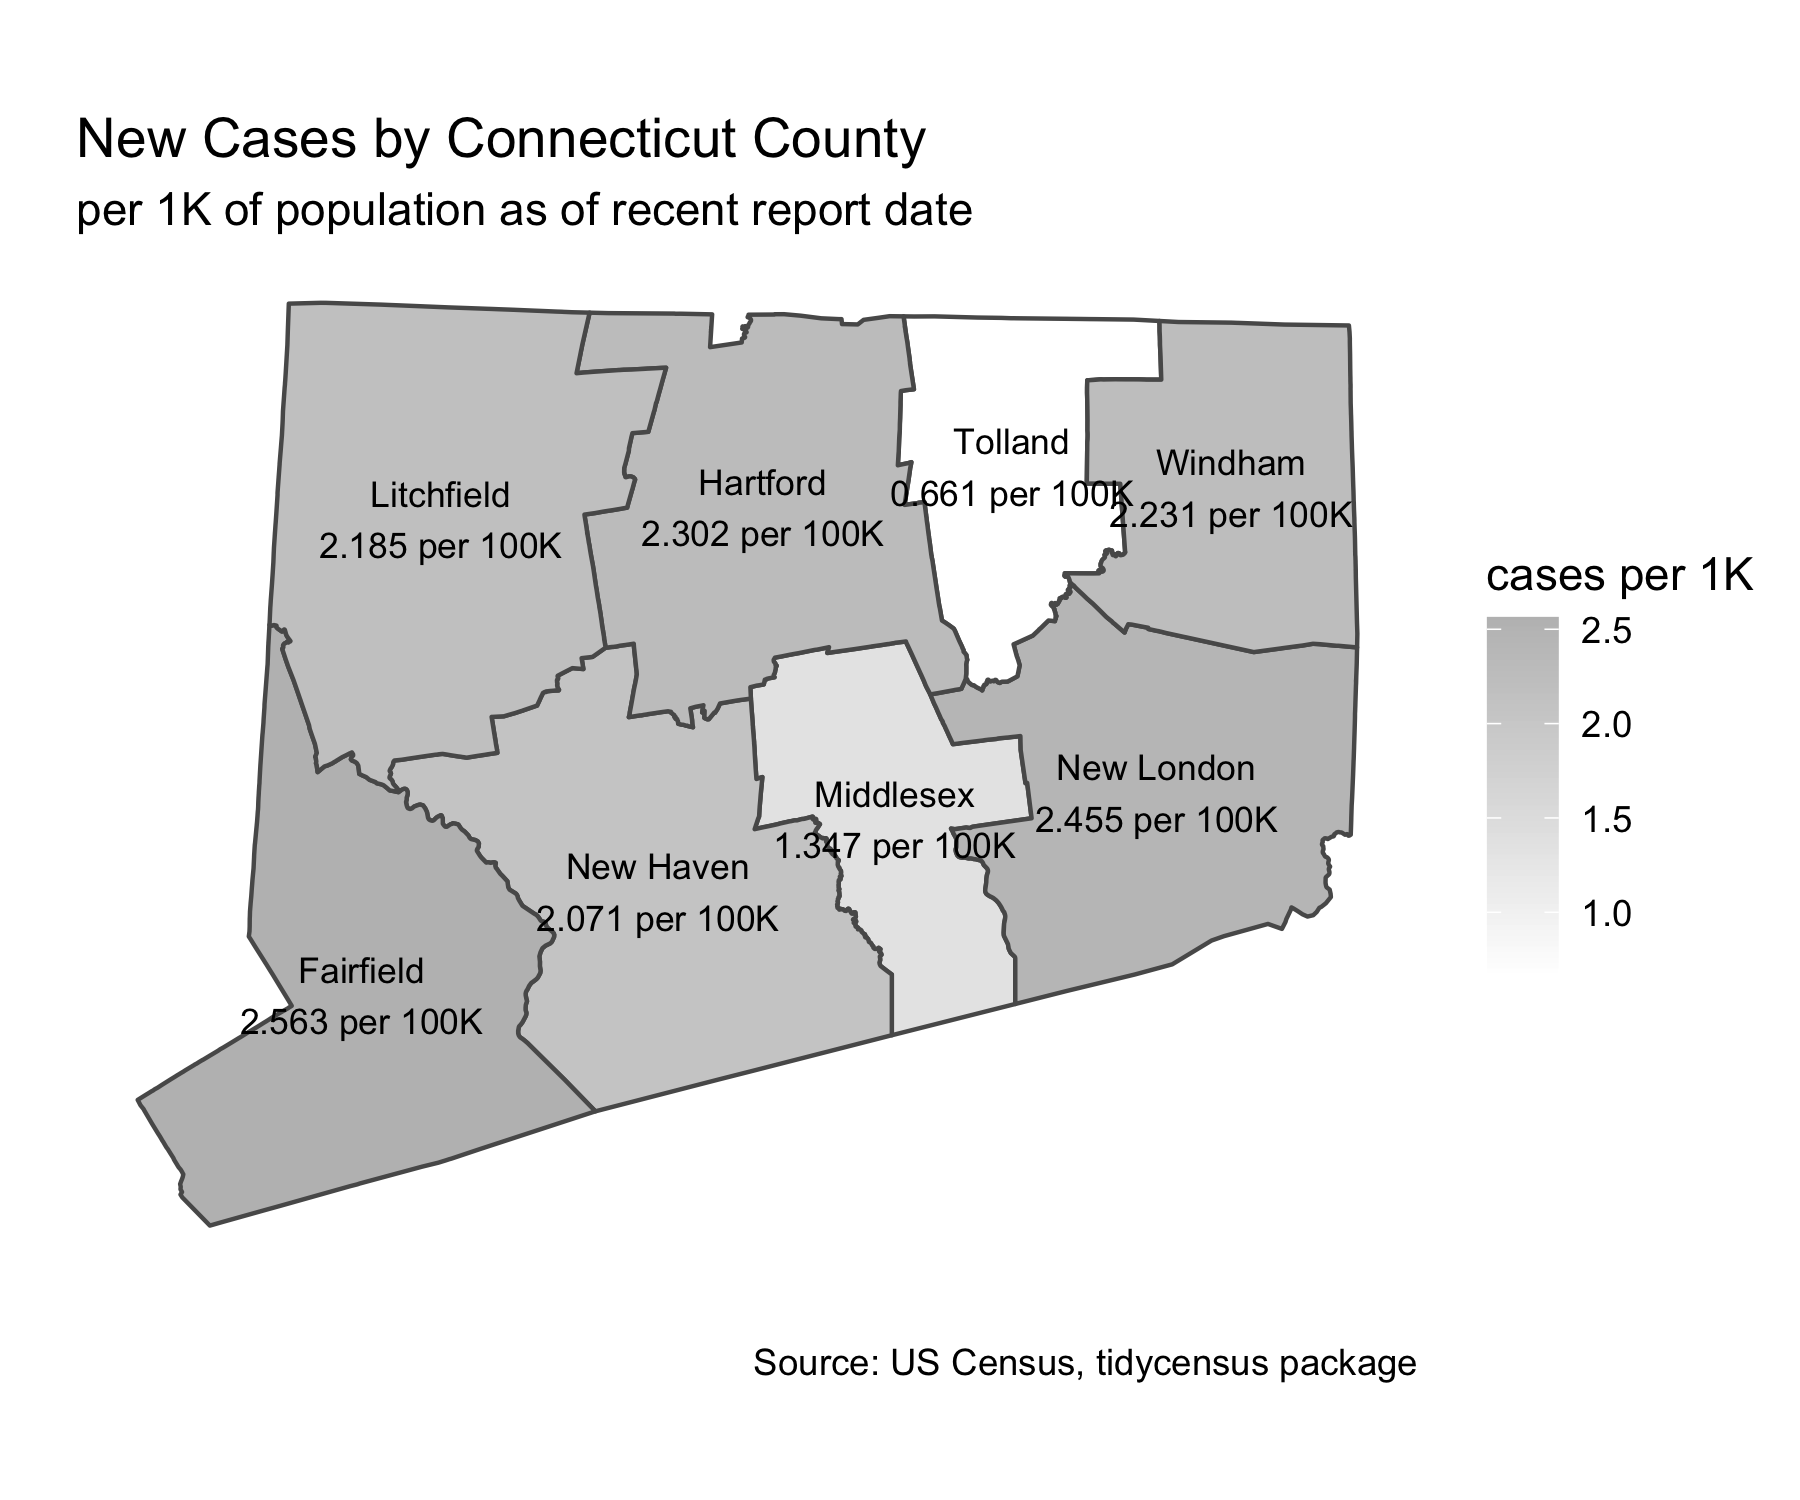 New Cases by Connecticut County
per 1K of population as of recent report date
Litchfield
2.185 per 100K
Hartford
2.302 per 100K
Tolland
0.661 per 100K
Windham
2.231 per 100K
New London
2.455 per 100K
Middlesex
1.347 per 100K
New Haven
2.071 per 100K
Fairfield
2.563 per 100K
cases per 1K
2.5
2.0
1.5
1.0
Source: US Census, tidycensus package